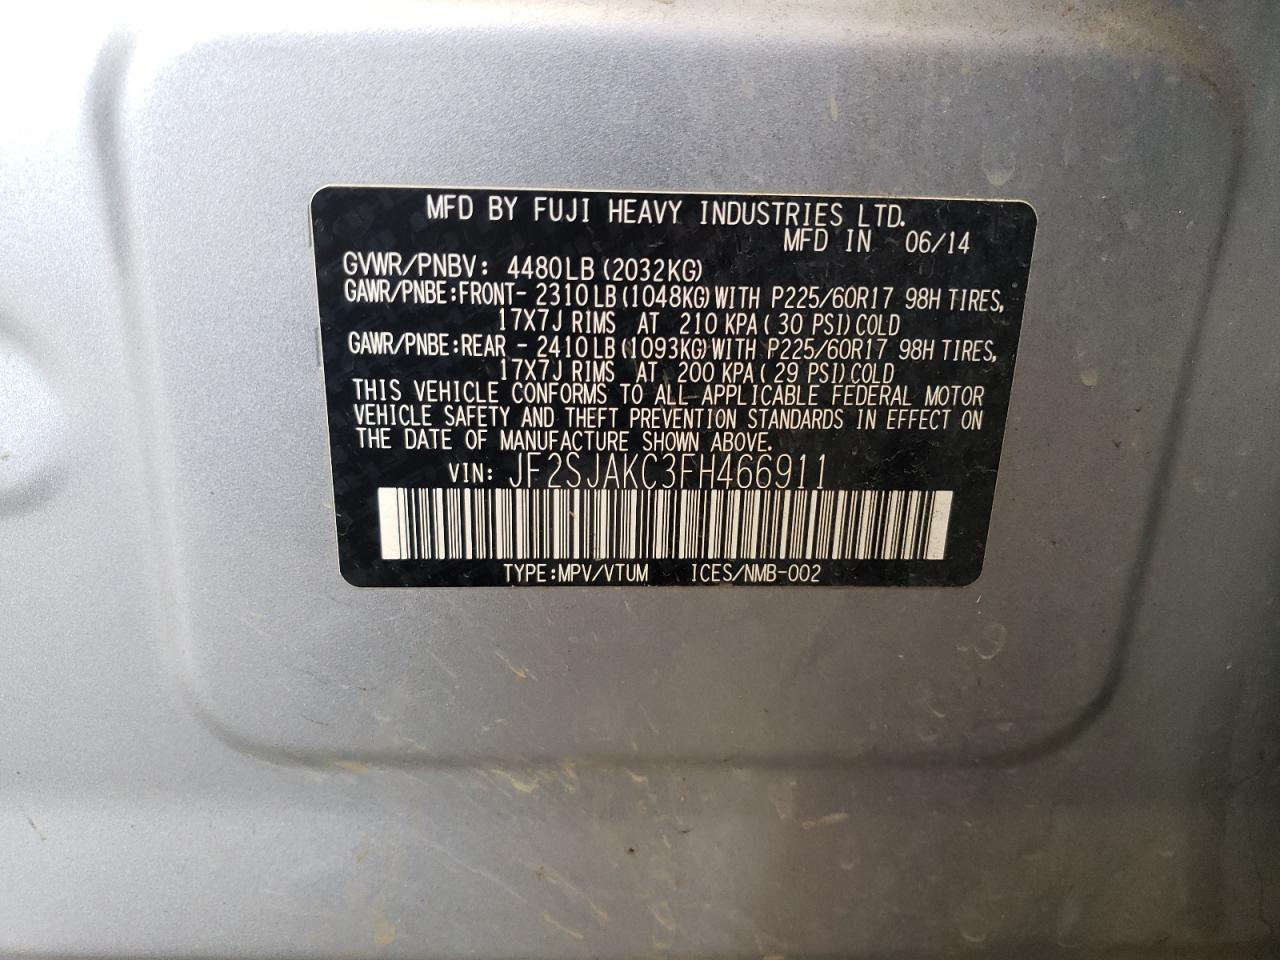 MFD BY FUJI HEAVY INDUSTRIES LTD.
MFD IN 06/14
GVWR/PNBV: 4480LB (2032KG)
GAWR/PNBE:FRONT- 2310LB(1048KG)WITH P225/60R17 98H TIRES,
17X7J RIMS AT 210 KPA( 30 PSI)COLD
GAWR/PNBE:REAR - 2410LB(1093KG)WITH P225/60R17 98H TIRES,
17X7J RIMS AT 200 KPA( 29 PSI)COLD
THIS VEHICLE CONFORMS TO ALL APPLICABLE FEDERAL MOTOR
VEHICLE SAFETY AND THEFT PREVENTION STANDARDS IN EFFECT ON
THE DATE OF MANUFACTURE SHOWN ABOVE.
VIN: JF2SJAKC3FH466911
TYPE:MPV/VTUM ICES/NMB-002